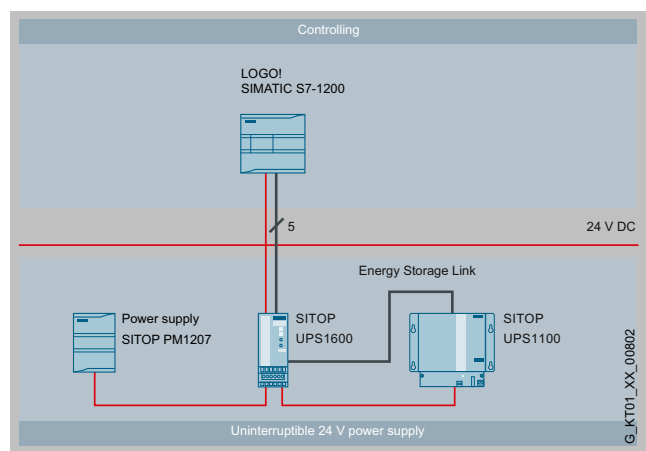 Controlling
LOGO!
SIMATIC S7-1200
5
24 V DC
Energy Storage Link
Power supply
SITOP PM1207
SITOP
UPS1600
SITOP
UPS1100
G_KT01_XX_00802
Uninterruptible 24 V power supply